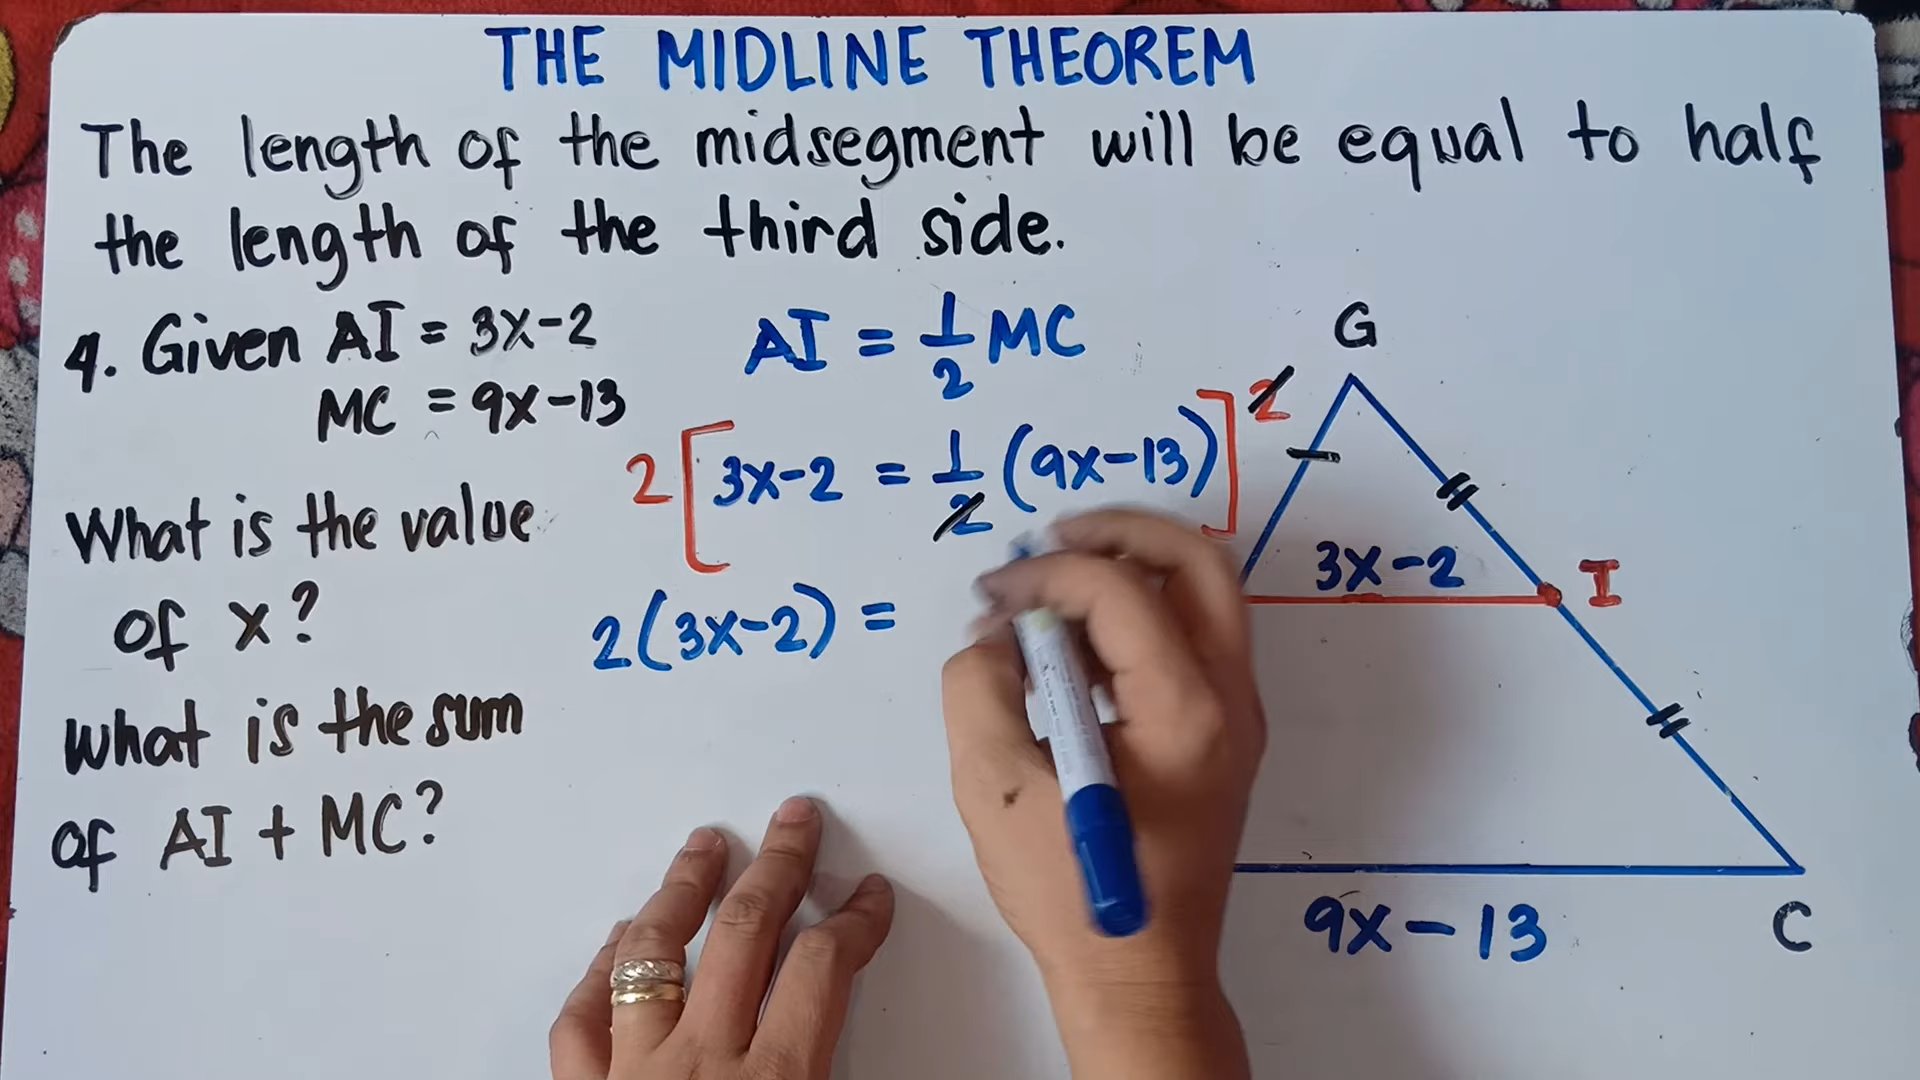 THE MIDLINE THEOREM
The length of the midsegment will be equal to half
the length of the third side.
4. Given AI = 3x-2
MC = 9x-13
What is the value
of x?
What is the sum
of AI + MC?
AI = 1/2 MC
2[3x-2 = 1/2(9x-13)]2
2(3x-2) =
G
3x-2
I
9x-13
C